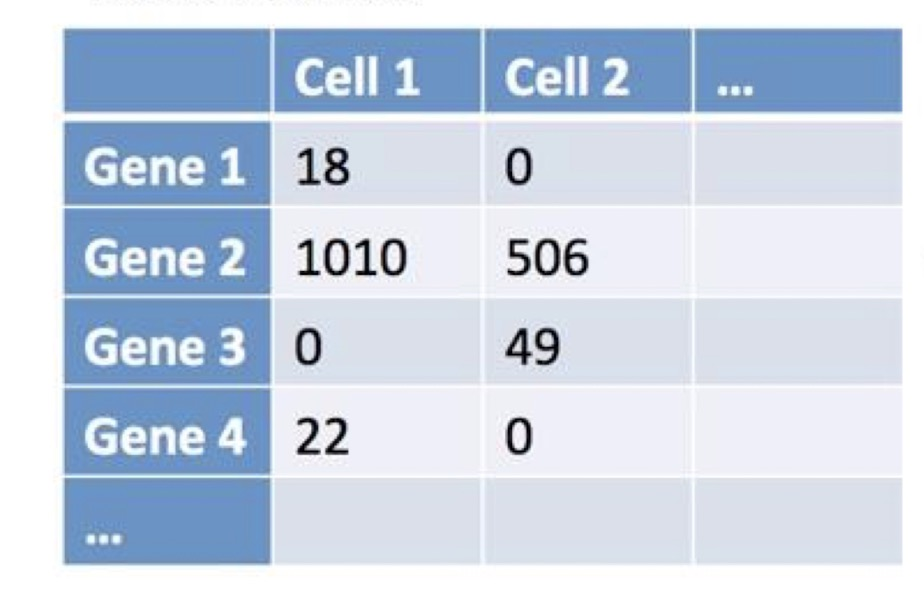 Cell 1 Cell 2 ...
Gene 1 18 0
Gene 2 1010 506
Gene 3 0 49
Gene 4 22 0
...